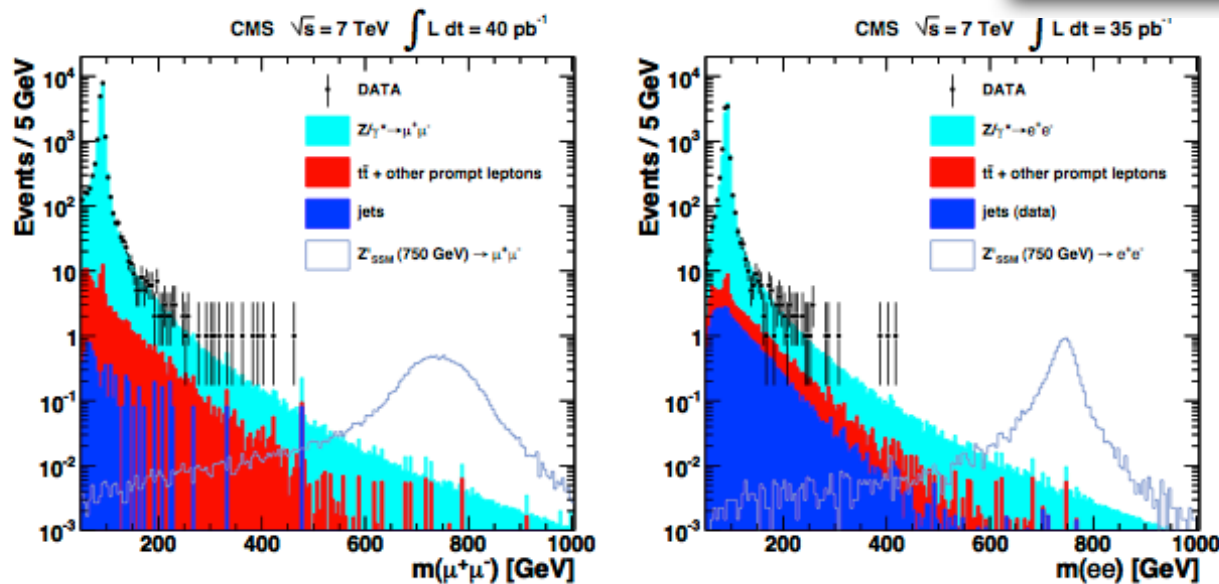 CMS √s = 7 TeV ∫ L dt = 40 pb⁻¹
Events / 5 GeV
10⁴
10³
10²
10
1
10⁻¹
10⁻²
10⁻³
DATA
Z/γ*→μ⁺μ⁻
tt̄ + other prompt leptons
jets
Z'SSM (750 GeV) → μ⁺μ⁻
200 400 600 800 1000
m(μ⁺μ⁻) [GeV]
CMS √s = 7 TeV ∫ L dt = 35 pb⁻¹
Events / 5 GeV
10⁴
10³
10²
10
1
10⁻¹
10⁻²
10⁻³
DATA
Z/γ*→e⁺e⁻
tt̄ + other prompt leptons
jets (data)
Z'SSM (750 GeV) → e⁺e⁻
200 400 600 800 1000
m(ee) [GeV]